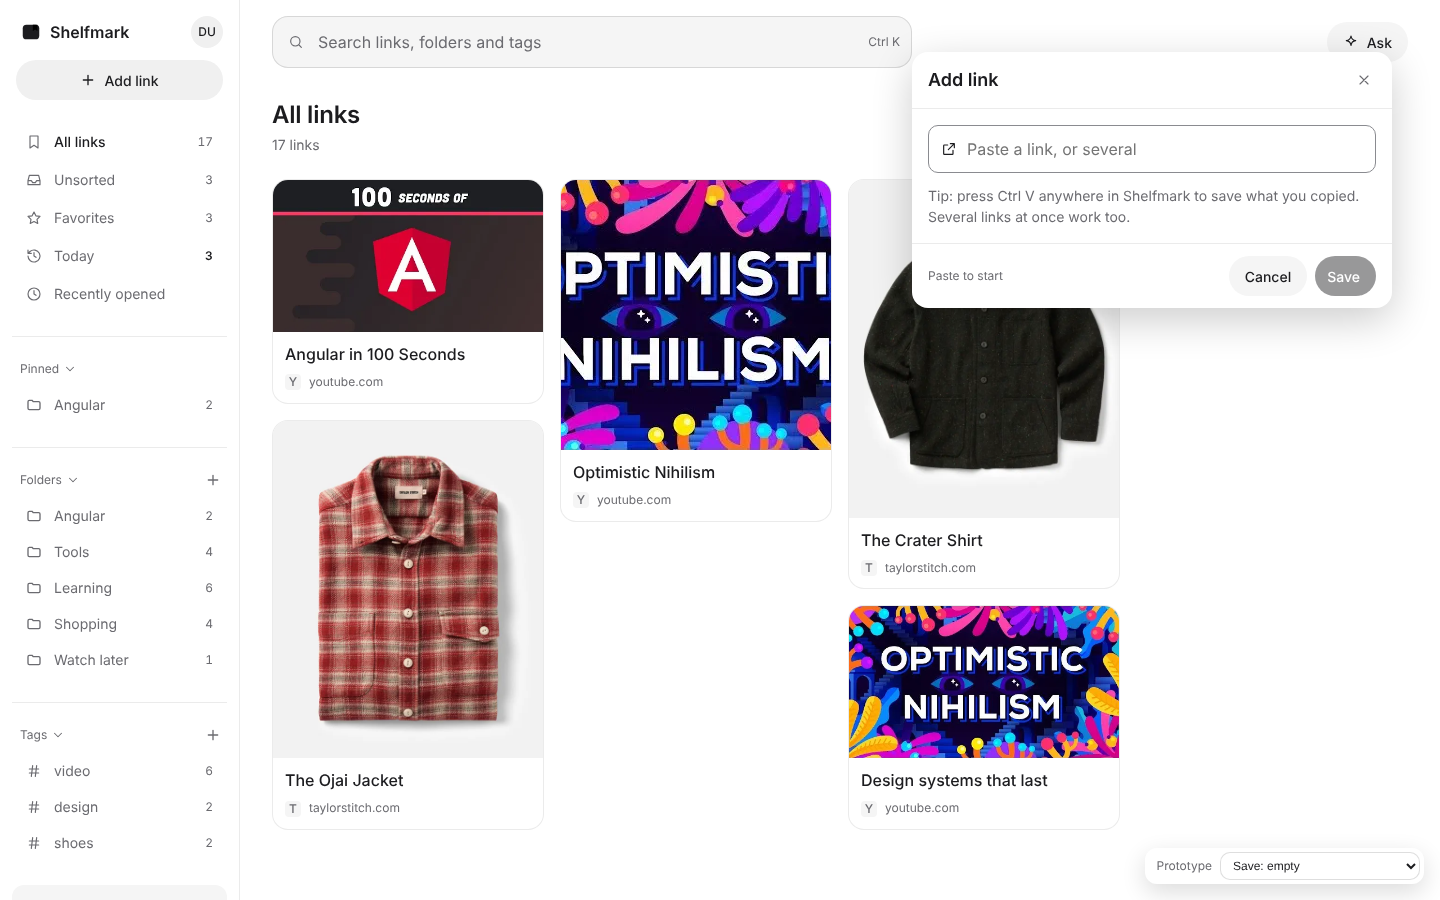 Shelfmark
DU
Add link
All links 17
Unsorted 3
Favorites 3
Today 3
Recently opened
Pinned
Angular 2
Folders
Angular 2
Tools 4
Learning 6
Shopping 4
Watch later 1
Tags
# video 6
# design 2
# shoes 2
Search links, folders and tags Ctrl K
Ask
All links
17 links
100 SECONDS OF
A
Angular in 100 Seconds
Y youtube.com
The Ojai Jacket
T taylorstitch.com
OPTIMISTI
NIHILISM
Optimistic Nihilism
Y youtube.com
The Crater Shirt
T taylorstitch.com
OPTIMISTIC
NIHILISM
Design systems that last
Y youtube.com
Add link
Paste a link, or several
Tip: press Ctrl V anywhere in Shelfmark to save what you copied.
Several links at once work too.
Paste to start
Cancel
Save
Prototype
Save: empty